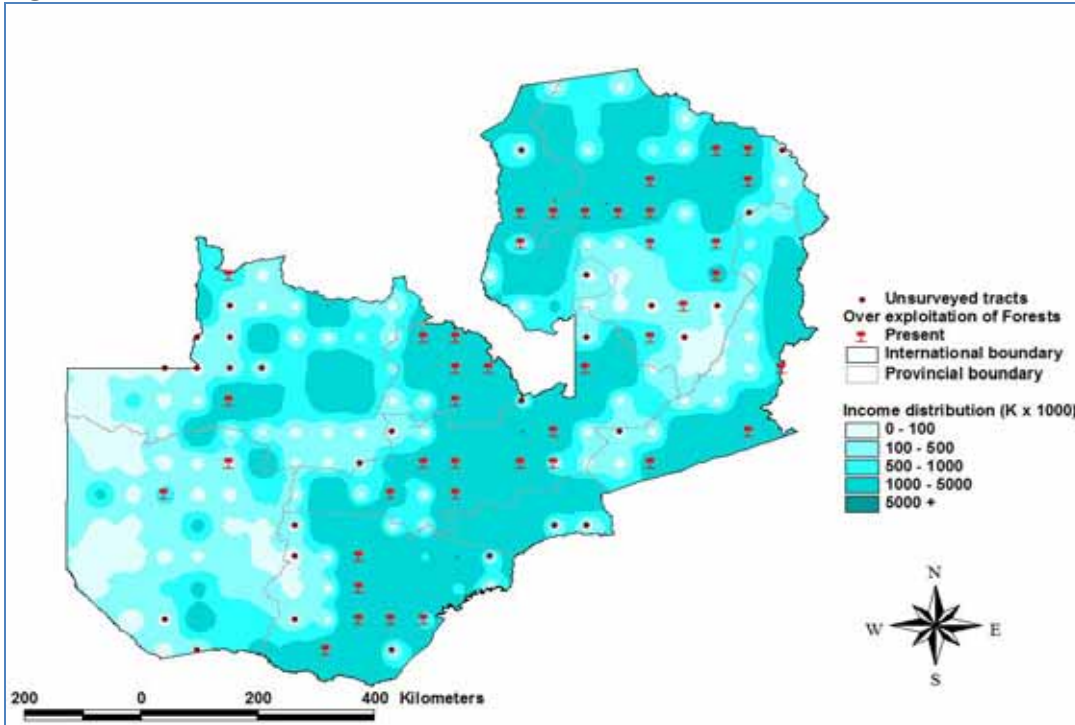 Unsurveyed tracts
Over exploitation of Forests
Present
International boundary
Provincial boundary
Income distribution (K x 1000)
0 - 100
100 - 500
500 - 1000
1000 - 5000
5000 +
N
W E
S
200 0 200 400 Kilometers